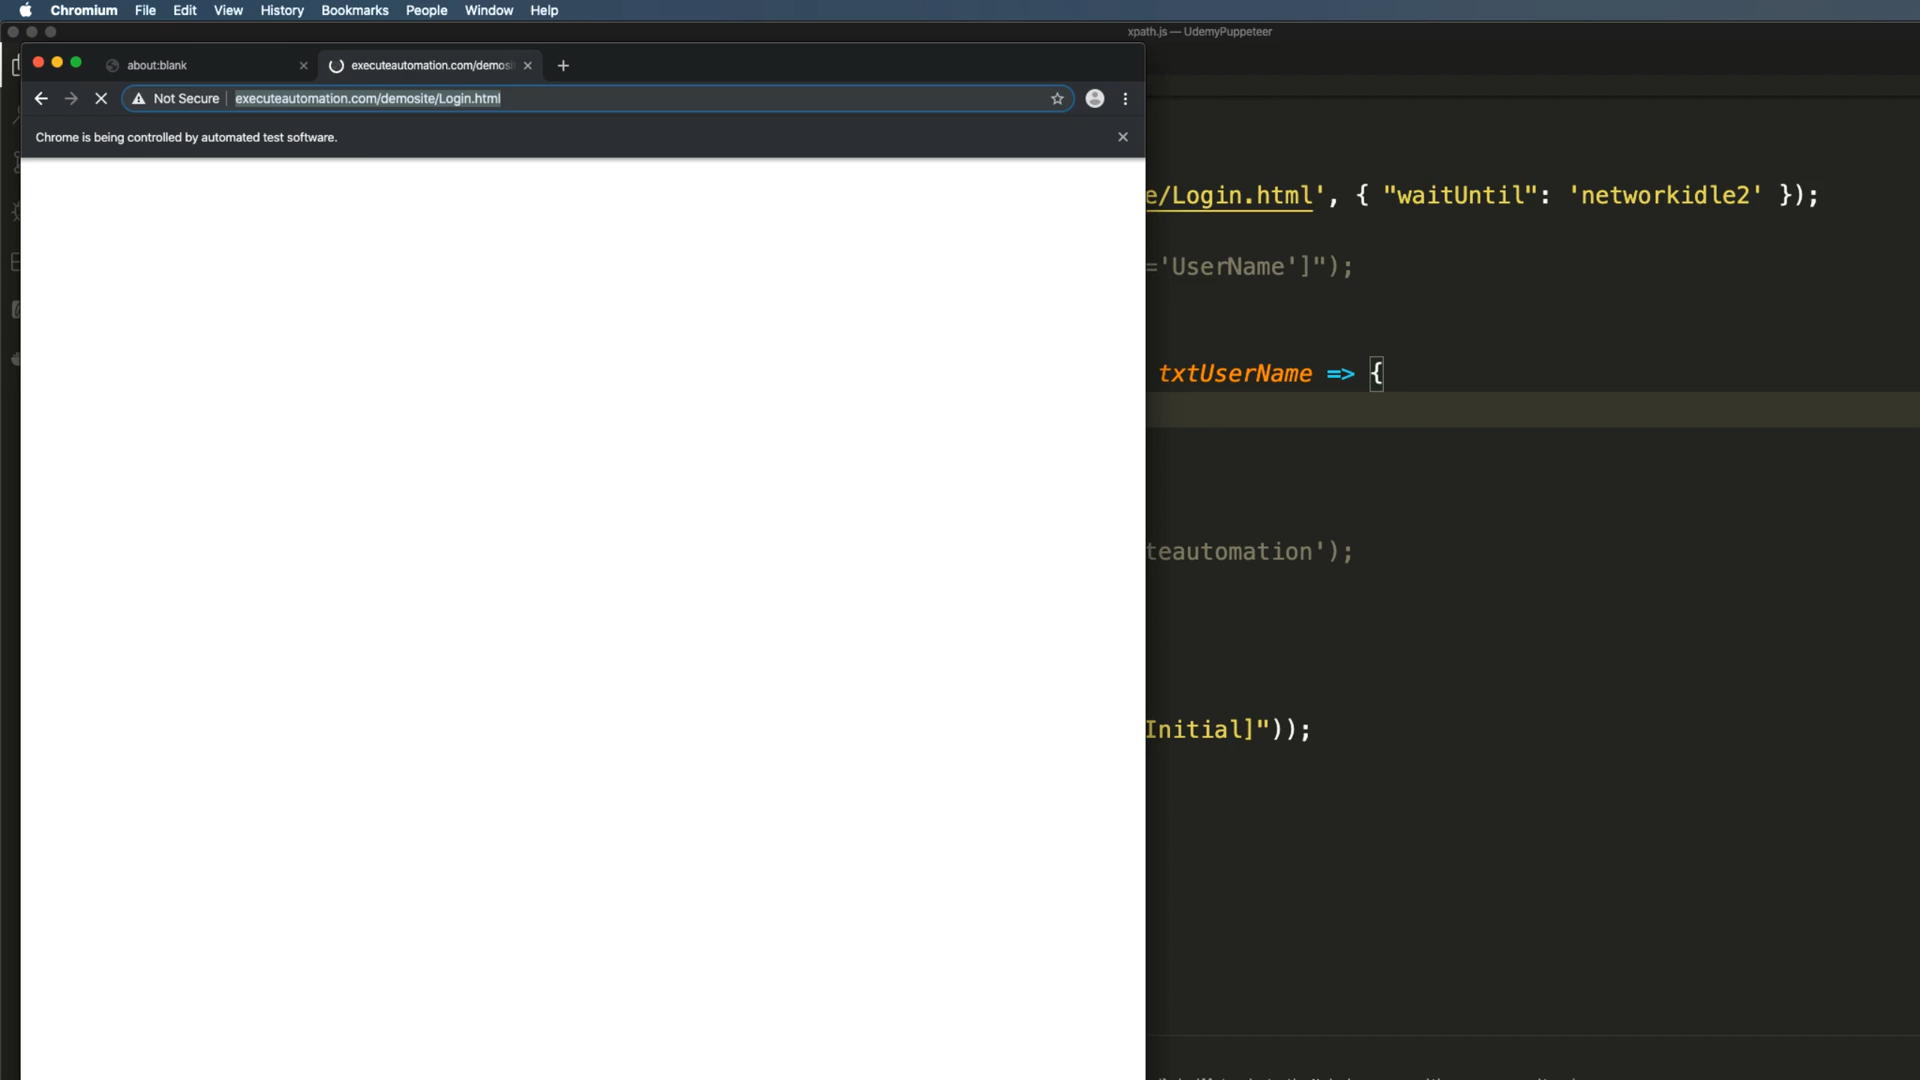 Chromium File Edit View History Bookmarks People Window Help
xpath.js — UdemyPuppeteer
about:blank
executeautomation.com/demosi
Not Secure executeautomation.com/demosite/Login.html
Chrome is being controlled by automated test software.
e/Login.html', { "waitUntil": 'networkidle2' });
='UserName']");
txtUserName => {
teautomation');
Initial]"));